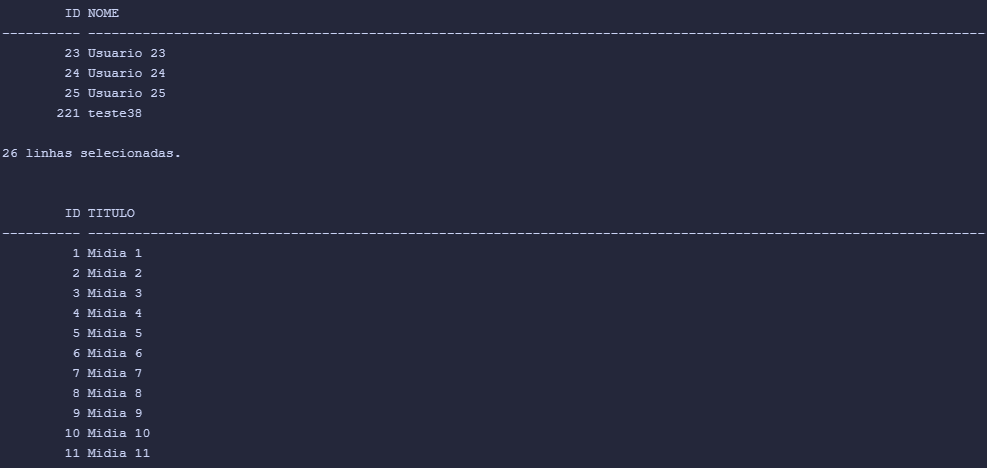 ID NOME
---------- --------------------------------------------------------------------------------------------------------------------
23 Usuario 23
24 Usuario 24
25 Usuario 25
221 teste38
26 linhas selecionadas.
ID TITULO
---------- --------------------------------------------------------------------------------------------------------------------
1 Midia 1
2 Midia 2
3 Midia 3
4 Midia 4
5 Midia 5
6 Midia 6
7 Midia 7
8 Midia 8
9 Midia 9
10 Midia 10
11 Midia 11